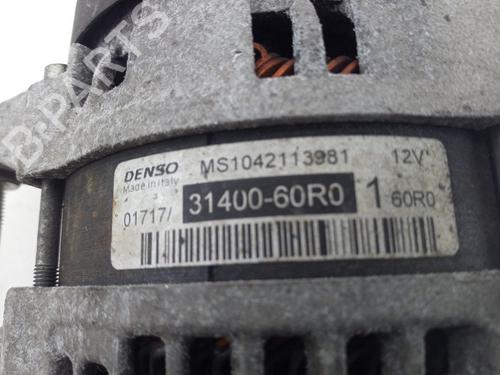 B-PARTS
DENSO MS1042113981 12V
Made in Italy
01717/ 31400-60R0 1 60R0